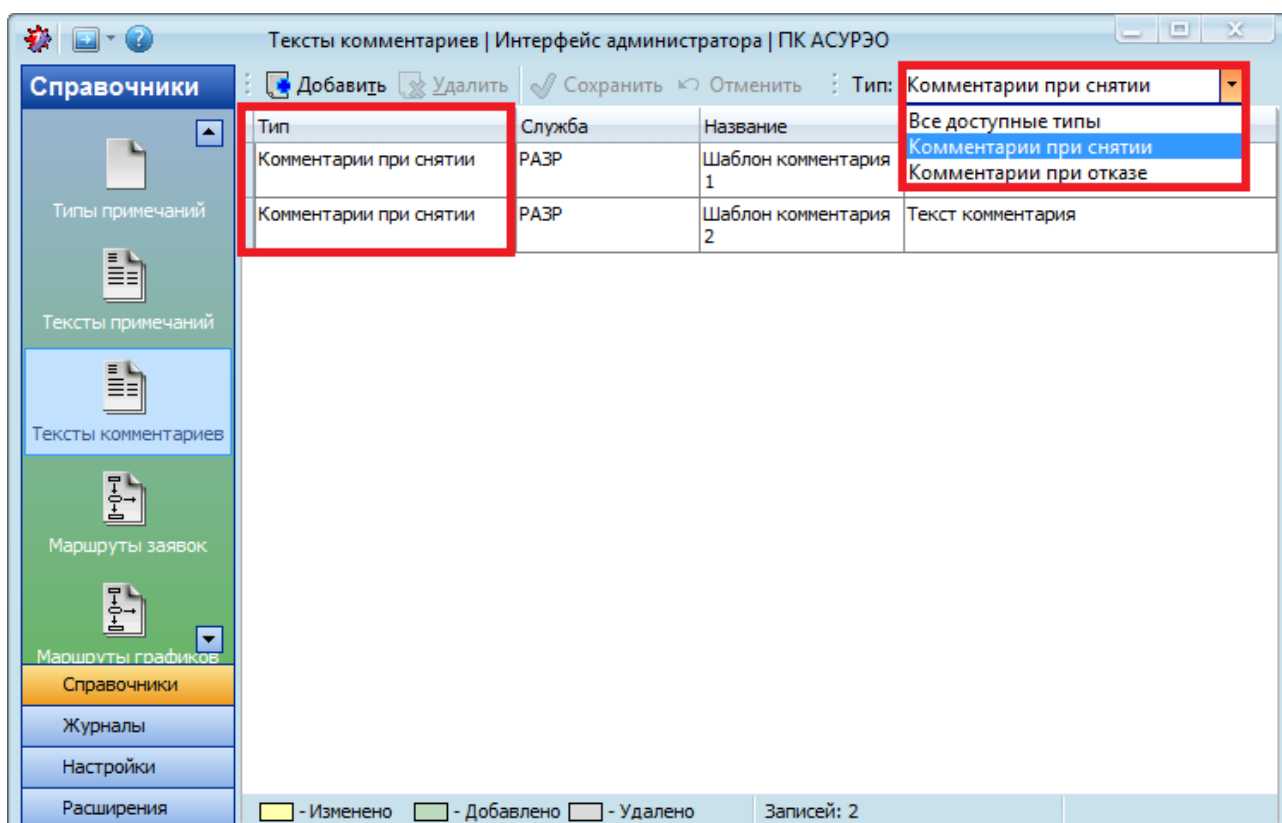 Тексты комментариев | Интерфейс администратора | ПК АСУРЭО
Справочники
Добавить Удалить Сохранить Отменить Тип: Комментарии при снятии
Все доступные типы
Комментарии при снятии
Комментарии при отказе
Тип Служба Название
Комментарии при снятии РАЗР Шаблон комментария
1
Комментарии при снятии РАЗР Шаблон комментария Текст комментария
2
Типы примечаний
Тексты примечаний
Тексты комментариев
Маршруты заявок
Маршруты графиков
Справочники
Журналы
Настройки
Расширения
- Изменено - Добавлено - Удалено Записей: 2